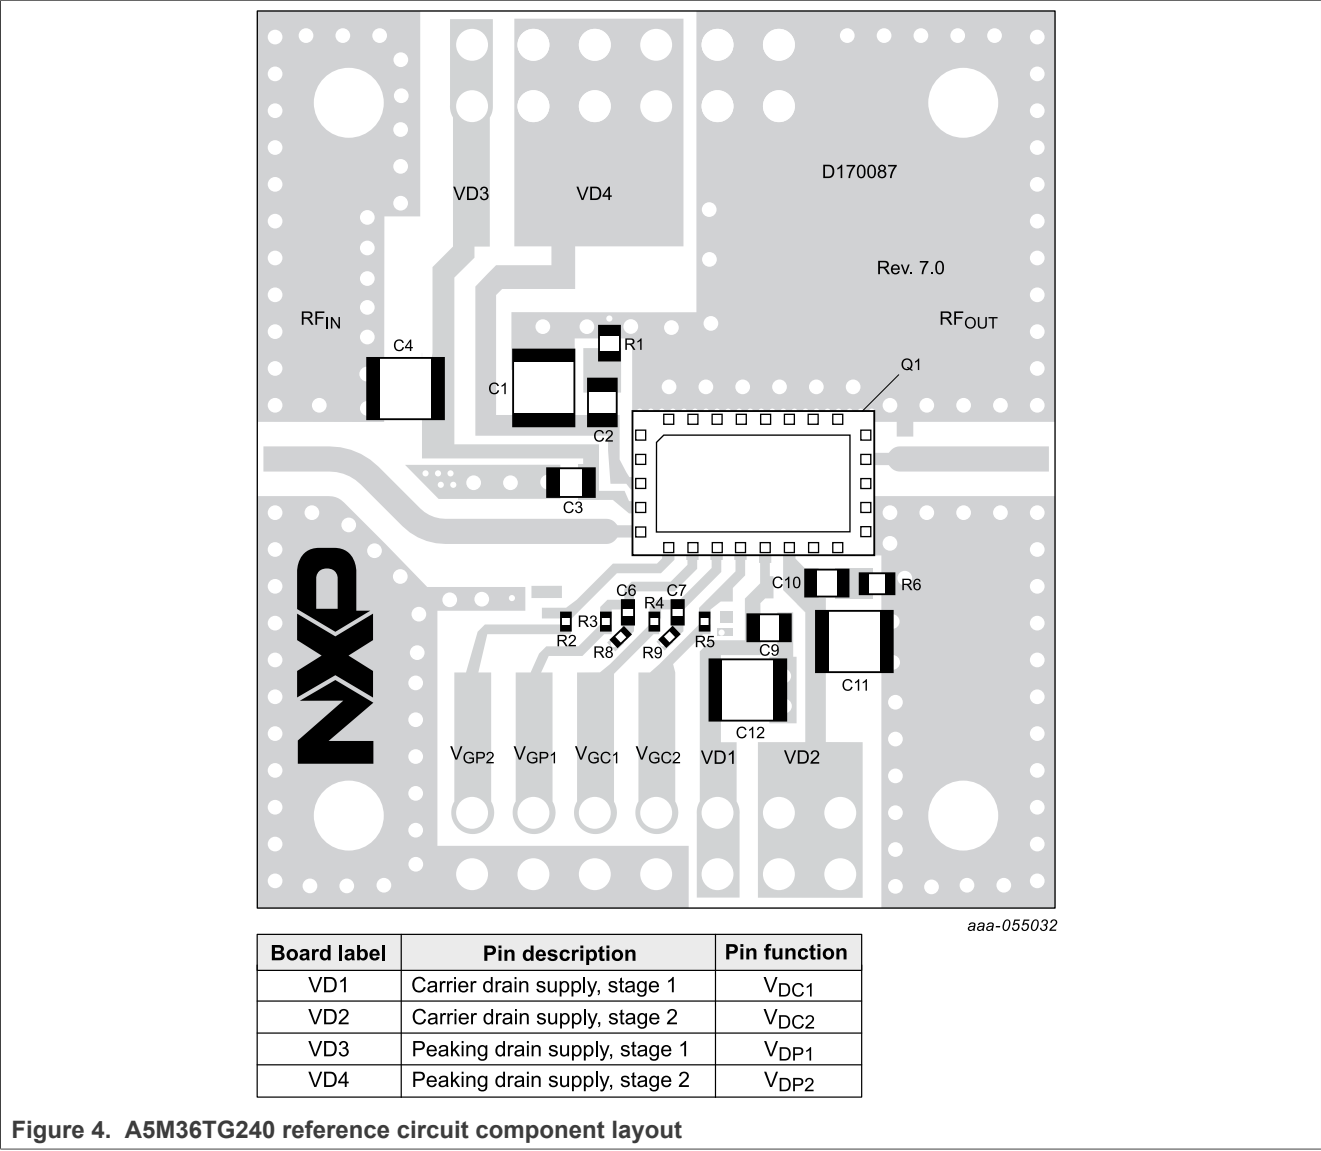 VD3 VD4
D170087
Rev. 7.0
RFIN RFOUT
C4
R1
Q1
C1
C2
C3
C10 R6
C6 C7
R4
R2 R3 R5
R8 R9 C9
C11
C12
NXP
VGP2 VGP1 VGC1 VGC2 VD1 VD2
aaa-055032
Board label Pin description Pin function
VD1 Carrier drain supply, stage 1 VDC1
VD2 Carrier drain supply, stage 2 VDC2
VD3 Peaking drain supply, stage 1 VDP1
VD4 Peaking drain supply, stage 2 VDP2
Figure 4. A5M36TG240 reference circuit component layout